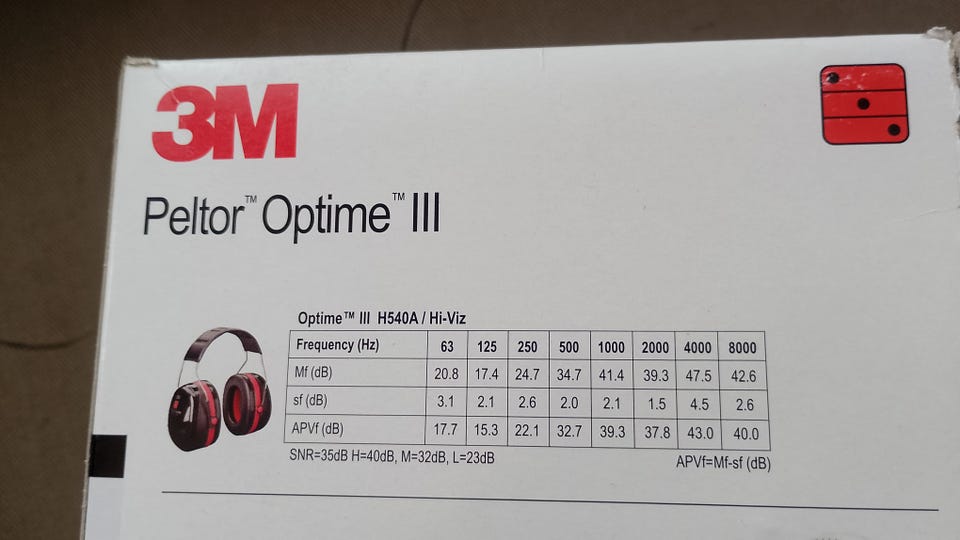 3M
Peltor™ Optime™ III
Optime™ III H540A / Hi-Viz
Frequency (Hz) 63 125 250 500 1000 2000 4000 8000
Mf (dB) 20.8 17.4 24.7 34.7 41.4 39.3 47.5 42.6
sf (dB) 3.1 2.1 2.6 2.0 2.1 1.5 4.5 2.6
APVf (dB) 17.7 15.3 22.1 32.7 39.3 37.8 43.0 40.0
SNR=35dB H=40dB, M=32dB, L=23dB APVf=Mf-sf (dB)